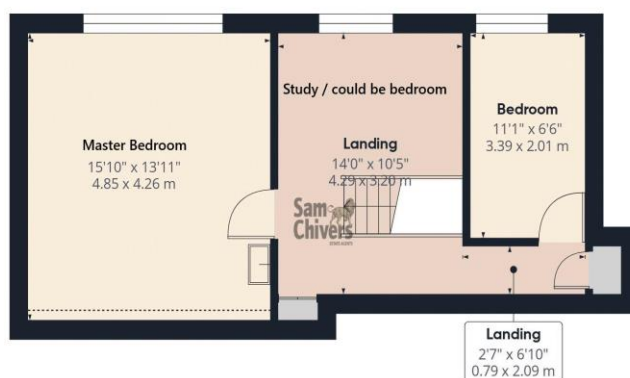 Master Bedroom
15'10" x 13'11"
4.85 x 4.26 m
Study / could be bedroom
Landing
14'0" x 10'5"
4.29 x 3.20 m
Sam
Chivers
Bedroom
11'1" x 6'6"
3.39 x 2.01 m
Landing
2'7" x 6'10"
0.79 x 2.09 m